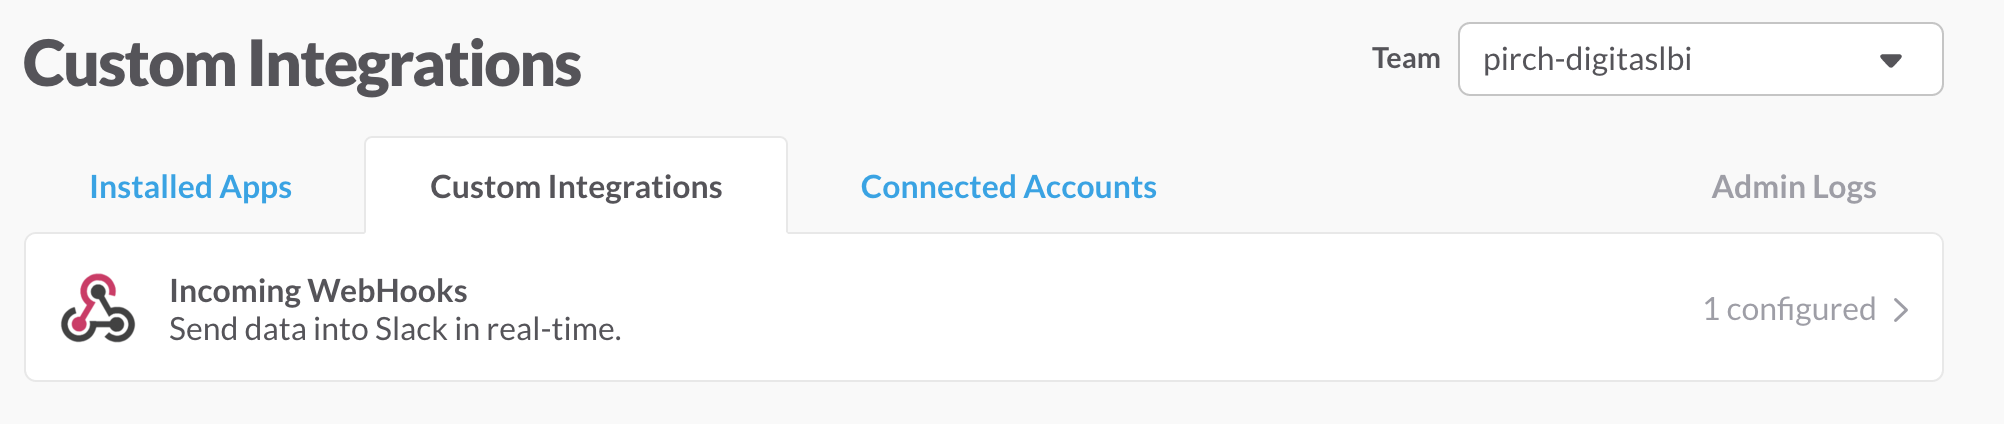 Custom Integrations
Team
pirch-digitaslbi
Installed Apps
Custom Integrations
Connected Accounts
Admin Logs
Incoming WebHooks
Send data into Slack in real-time.
1 configured